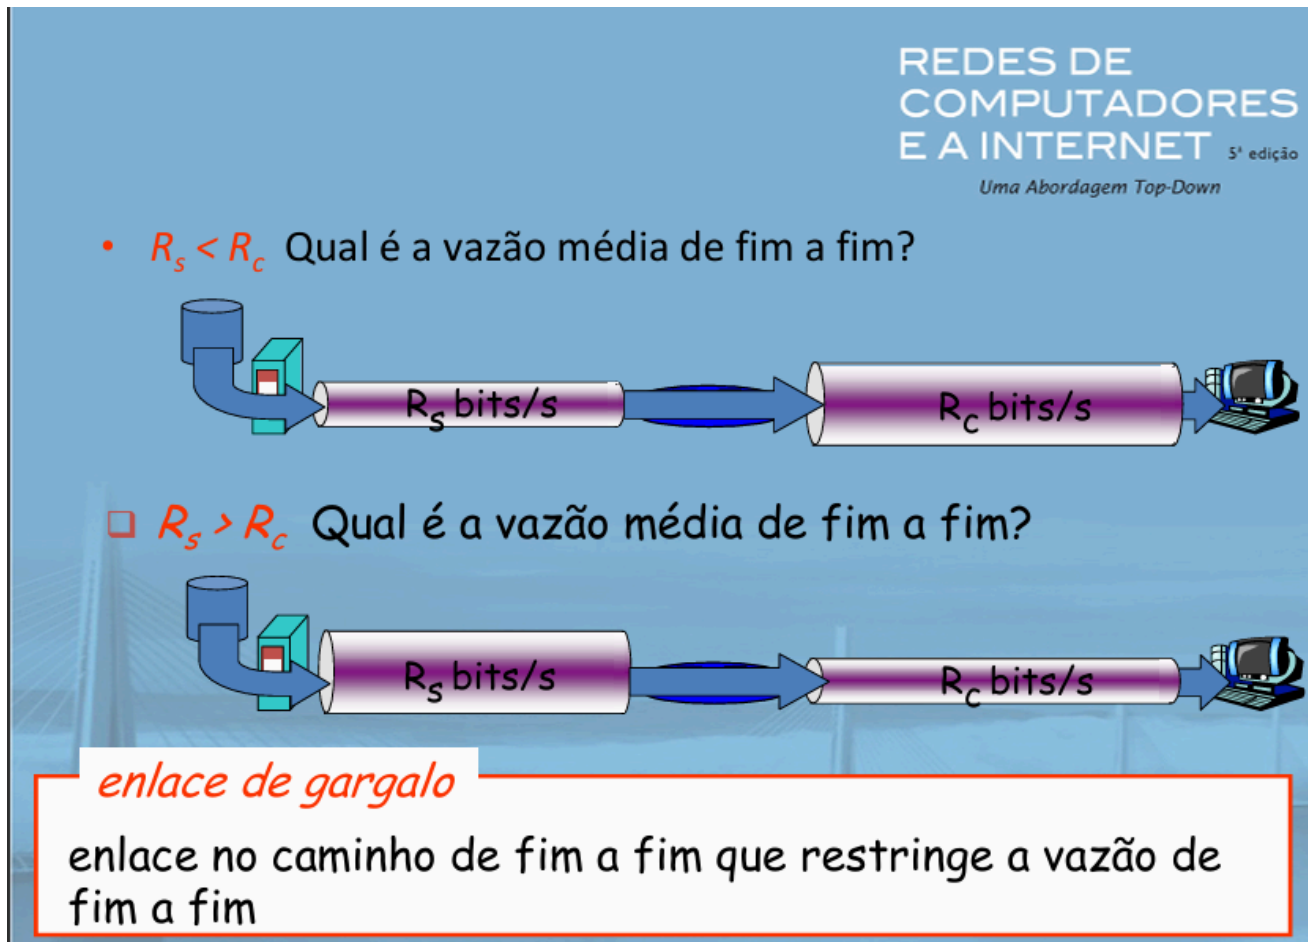 REDES DE
COMPUTADORES
E A INTERNET 5ª edição
Uma Abordagem Top-Down
• Rs < Rc Qual é a vazão média de fim a fim?
Rs bits/s
Rc bits/s
❑ Rs > Rc Qual é a vazão média de fim a fim?
Rs bits/s
Rc bits/s
enlace de gargalo
enlace no caminho de fim a fim que restringe a vazão de
fim a fim